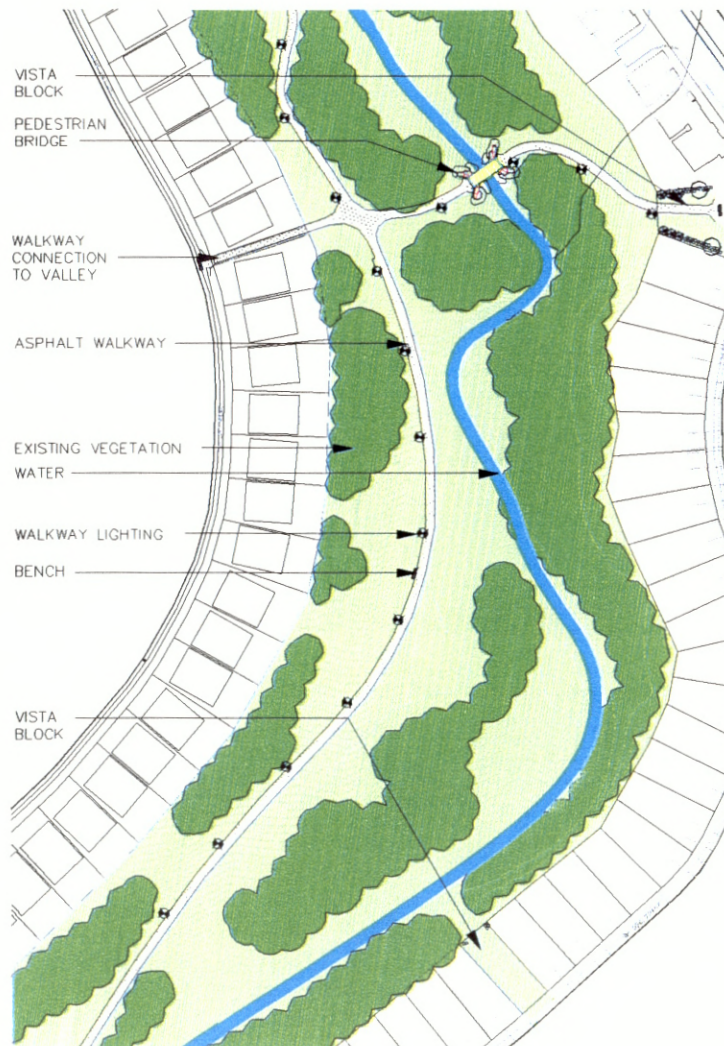 VISTA
BLOCK
PEDESTRIAN
BRIDGE
WALKWAY
CONNECTION
TO VALLEY
ASPHALT WALKWAY
EXISTING VEGETATION
WATER
WALKWAY LIGHTING
BENCH
VISTA
BLOCK